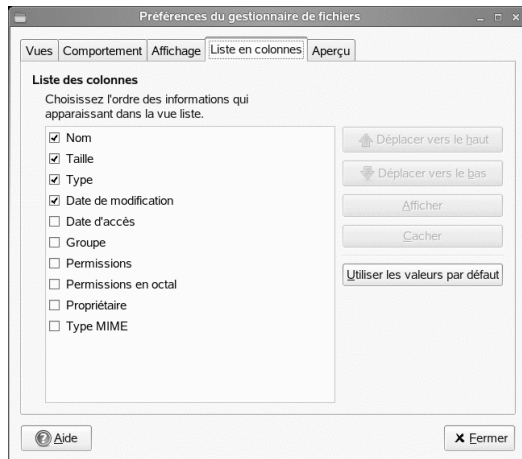 Préférences du gestionnaire de fichiers
Vues Comportement Affichage Liste en colonnes Aperçu
Liste des colonnes
Choisissez l'ordre des informations qui
apparaissant dans la vue liste.
Nom
Taille
Type
Date de modification
Date d'accès
Groupe
Permissions
Permissions en octal
Propriétaire
Type MIME
Déplacer vers le haut
Déplacer vers le bas
Afficher
Cacher
Utiliser les valeurs par défaut
Aide
Fermer